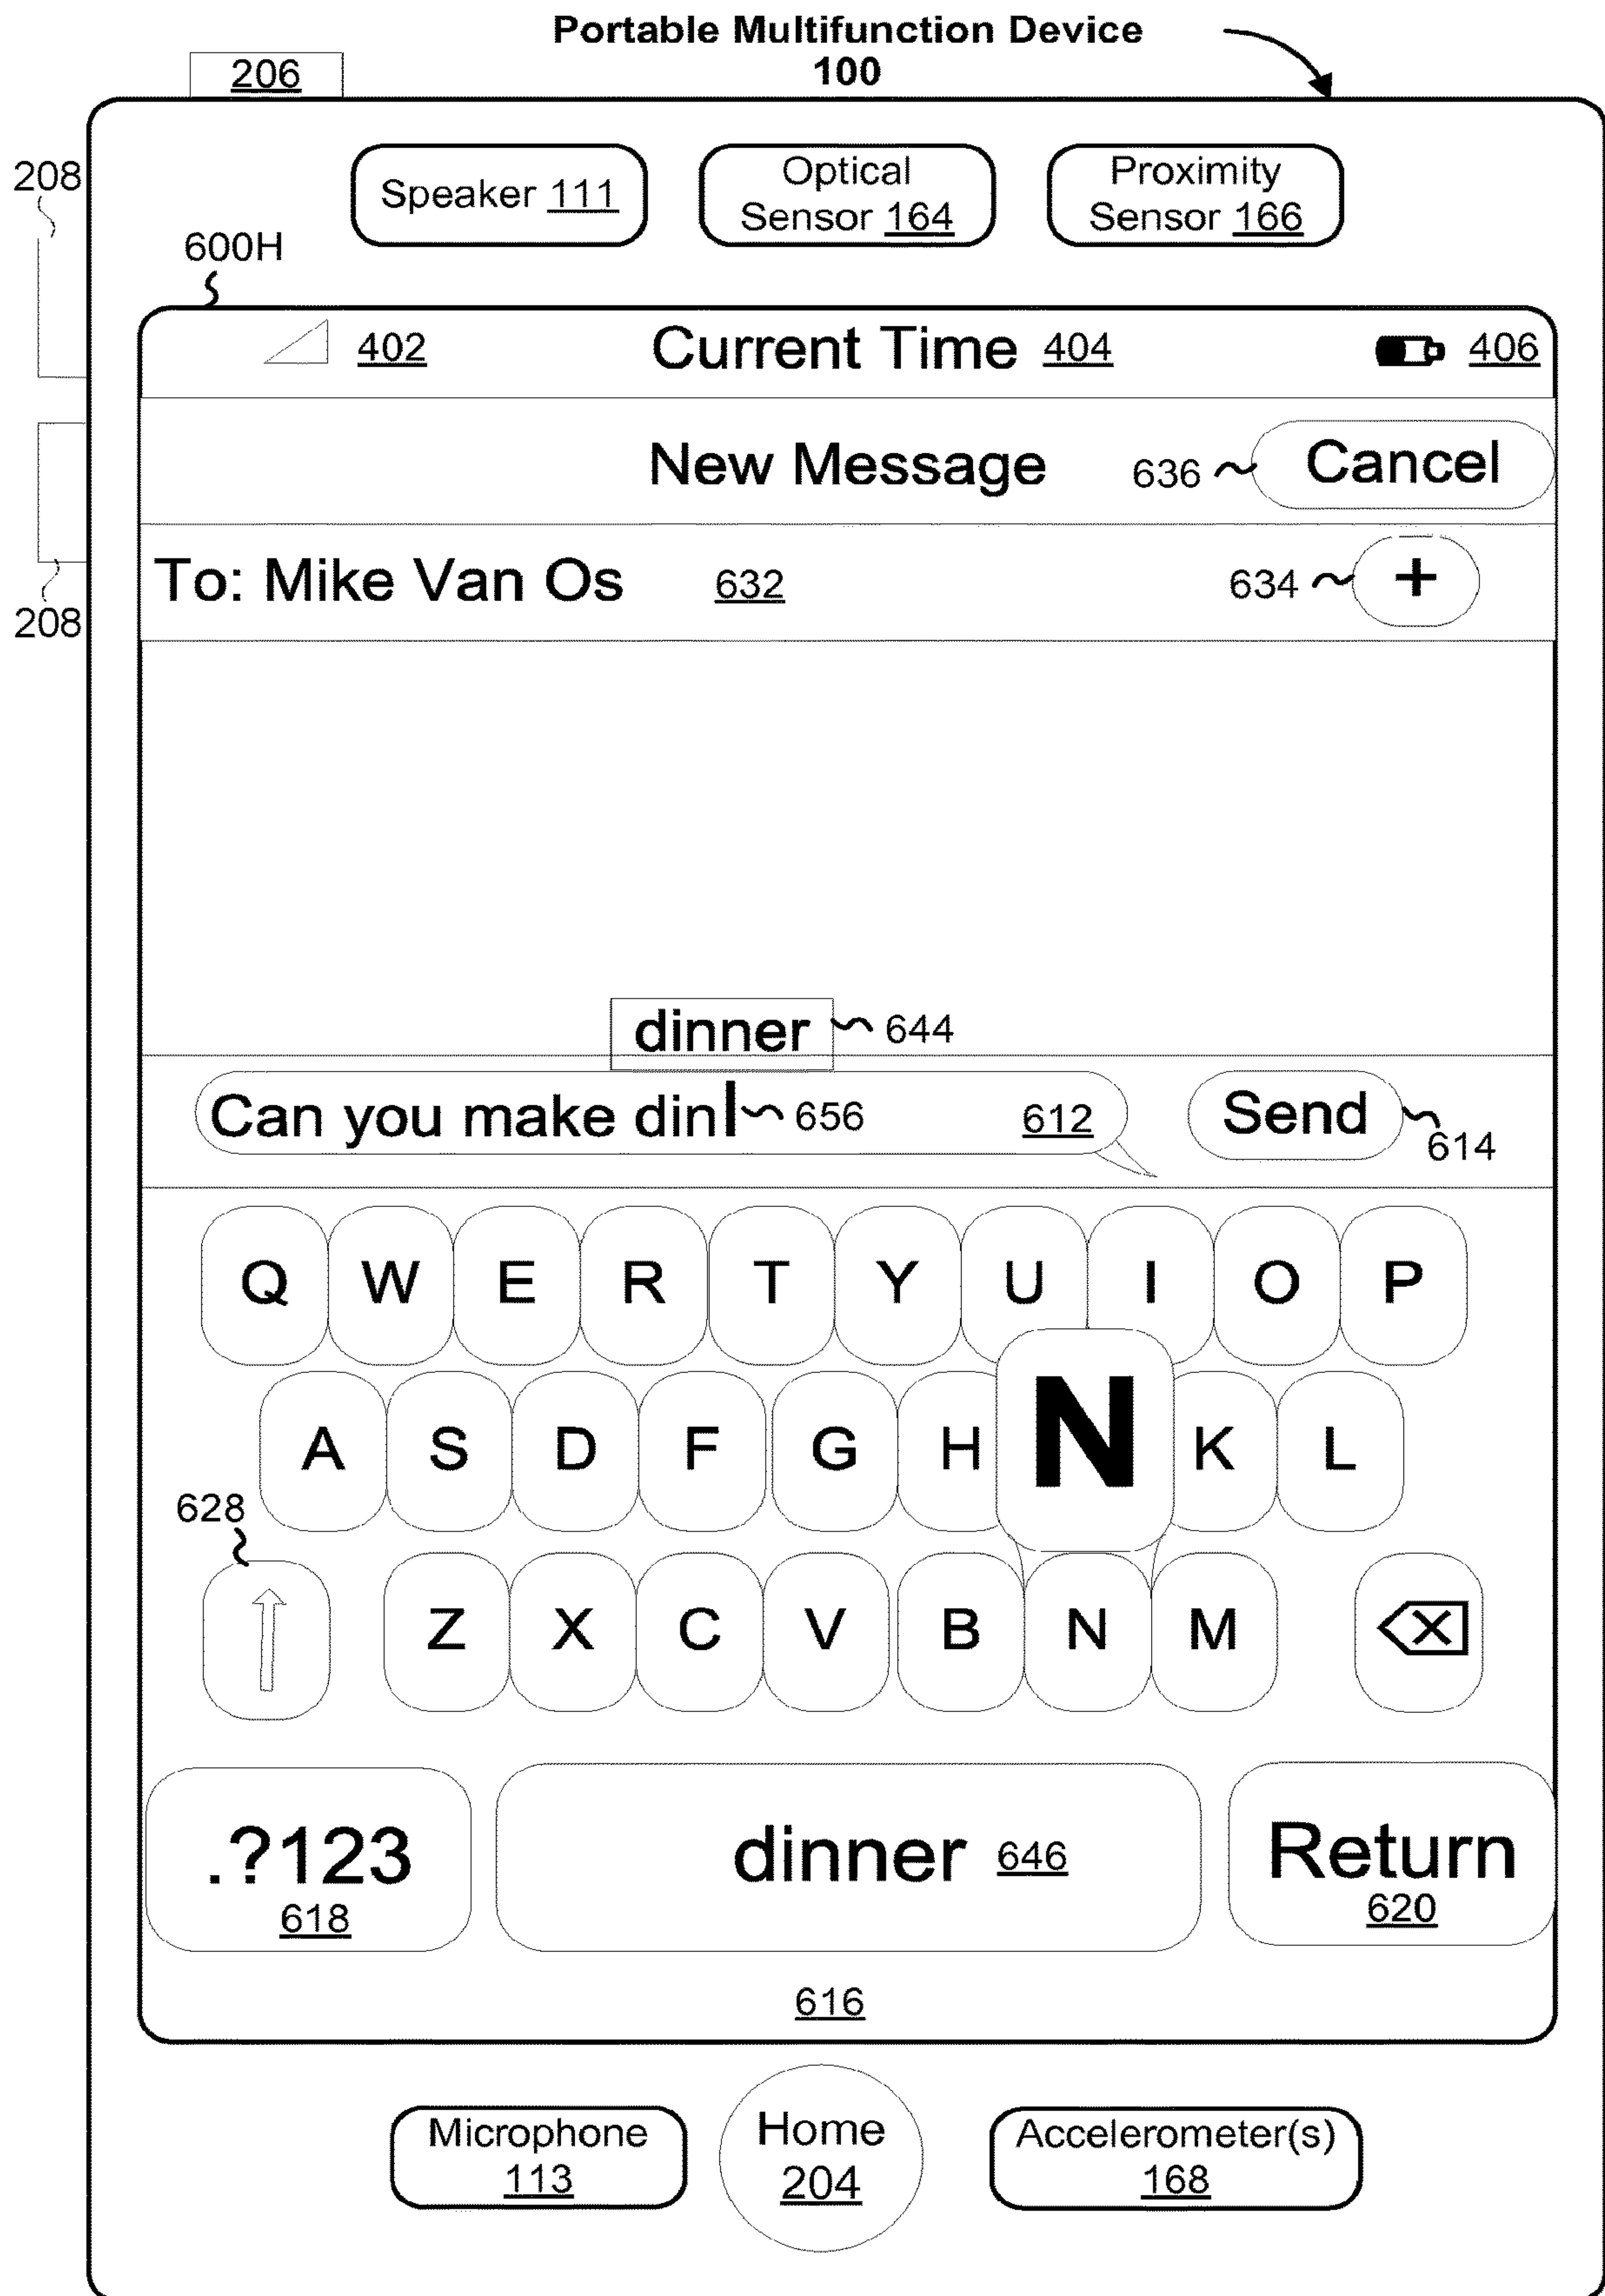 Portable Multifunction Device
100
206
208
Speaker 111
Optical
Sensor 164
Proximity
Sensor 166
600H
402
Current Time 404
406
New Message
636
Cancel
To: Mike Van Os
632
634
+
208
dinner
644
Can you make din
656
612
Send
614
Q W E R T Y U I O P
A S D F G H N K L
628
Z X C V B N M
.?123
618
dinner 646
Return
620
616
Microphone
113
Home
204
Accelerometer(s)
168